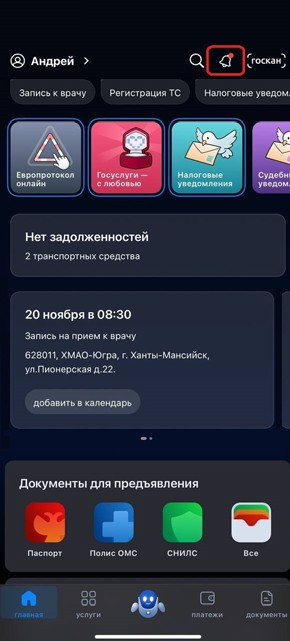 Андрей
госкан
Запись к врачу
Регистрация ТС
Налоговые уведом
Европротокол
онлайн
Госуслуги —
с любовью
Налоговые
уведомления
Судебн
уведом
Нет задолженностей
2 транспортных средства
20 ноября в 08:30
Запись на прием к врачу
628011, ХМАО-Югра, г. Ханты-Мансийск,
ул.Пионерская д.22.
добавить в календарь
Документы для предъявления
Паспорт
Полис ОМС
СНИЛС
Все
главная
услуги
платежи
документы